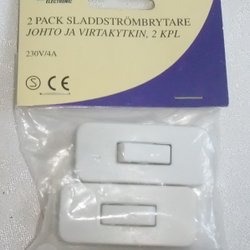 ELECTRONIC
2 PACK SLADDSTRÖMBRYTARE
JOHTO JA VIRTAKYTKIN, 2 KPL
230V/4A
S CE